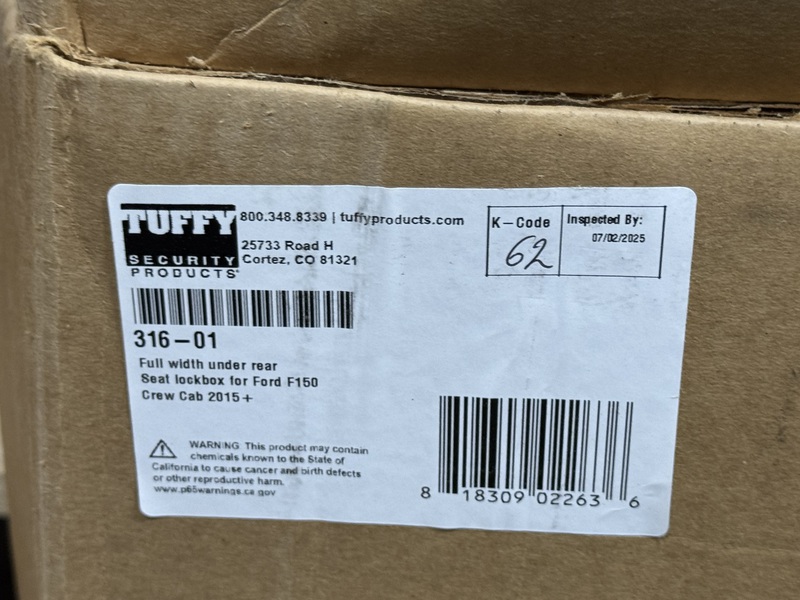 TUFFY
SECURITY
PRODUCTS
800.348.8339 | tuffyproducts.com
25733 Road H
Cortez, CO 81321
K-Code
62
Inspected By:
07/02/2025
316-01
Full width under rear
Seat lockbox for Ford F150
Crew Cab 2015+
WARNING This product may contain
chemicals known to the State of
California to cause cancer and birth defects
or other reproductive harm.
www.p65warnings.ca.gov
8 18309 02263 6